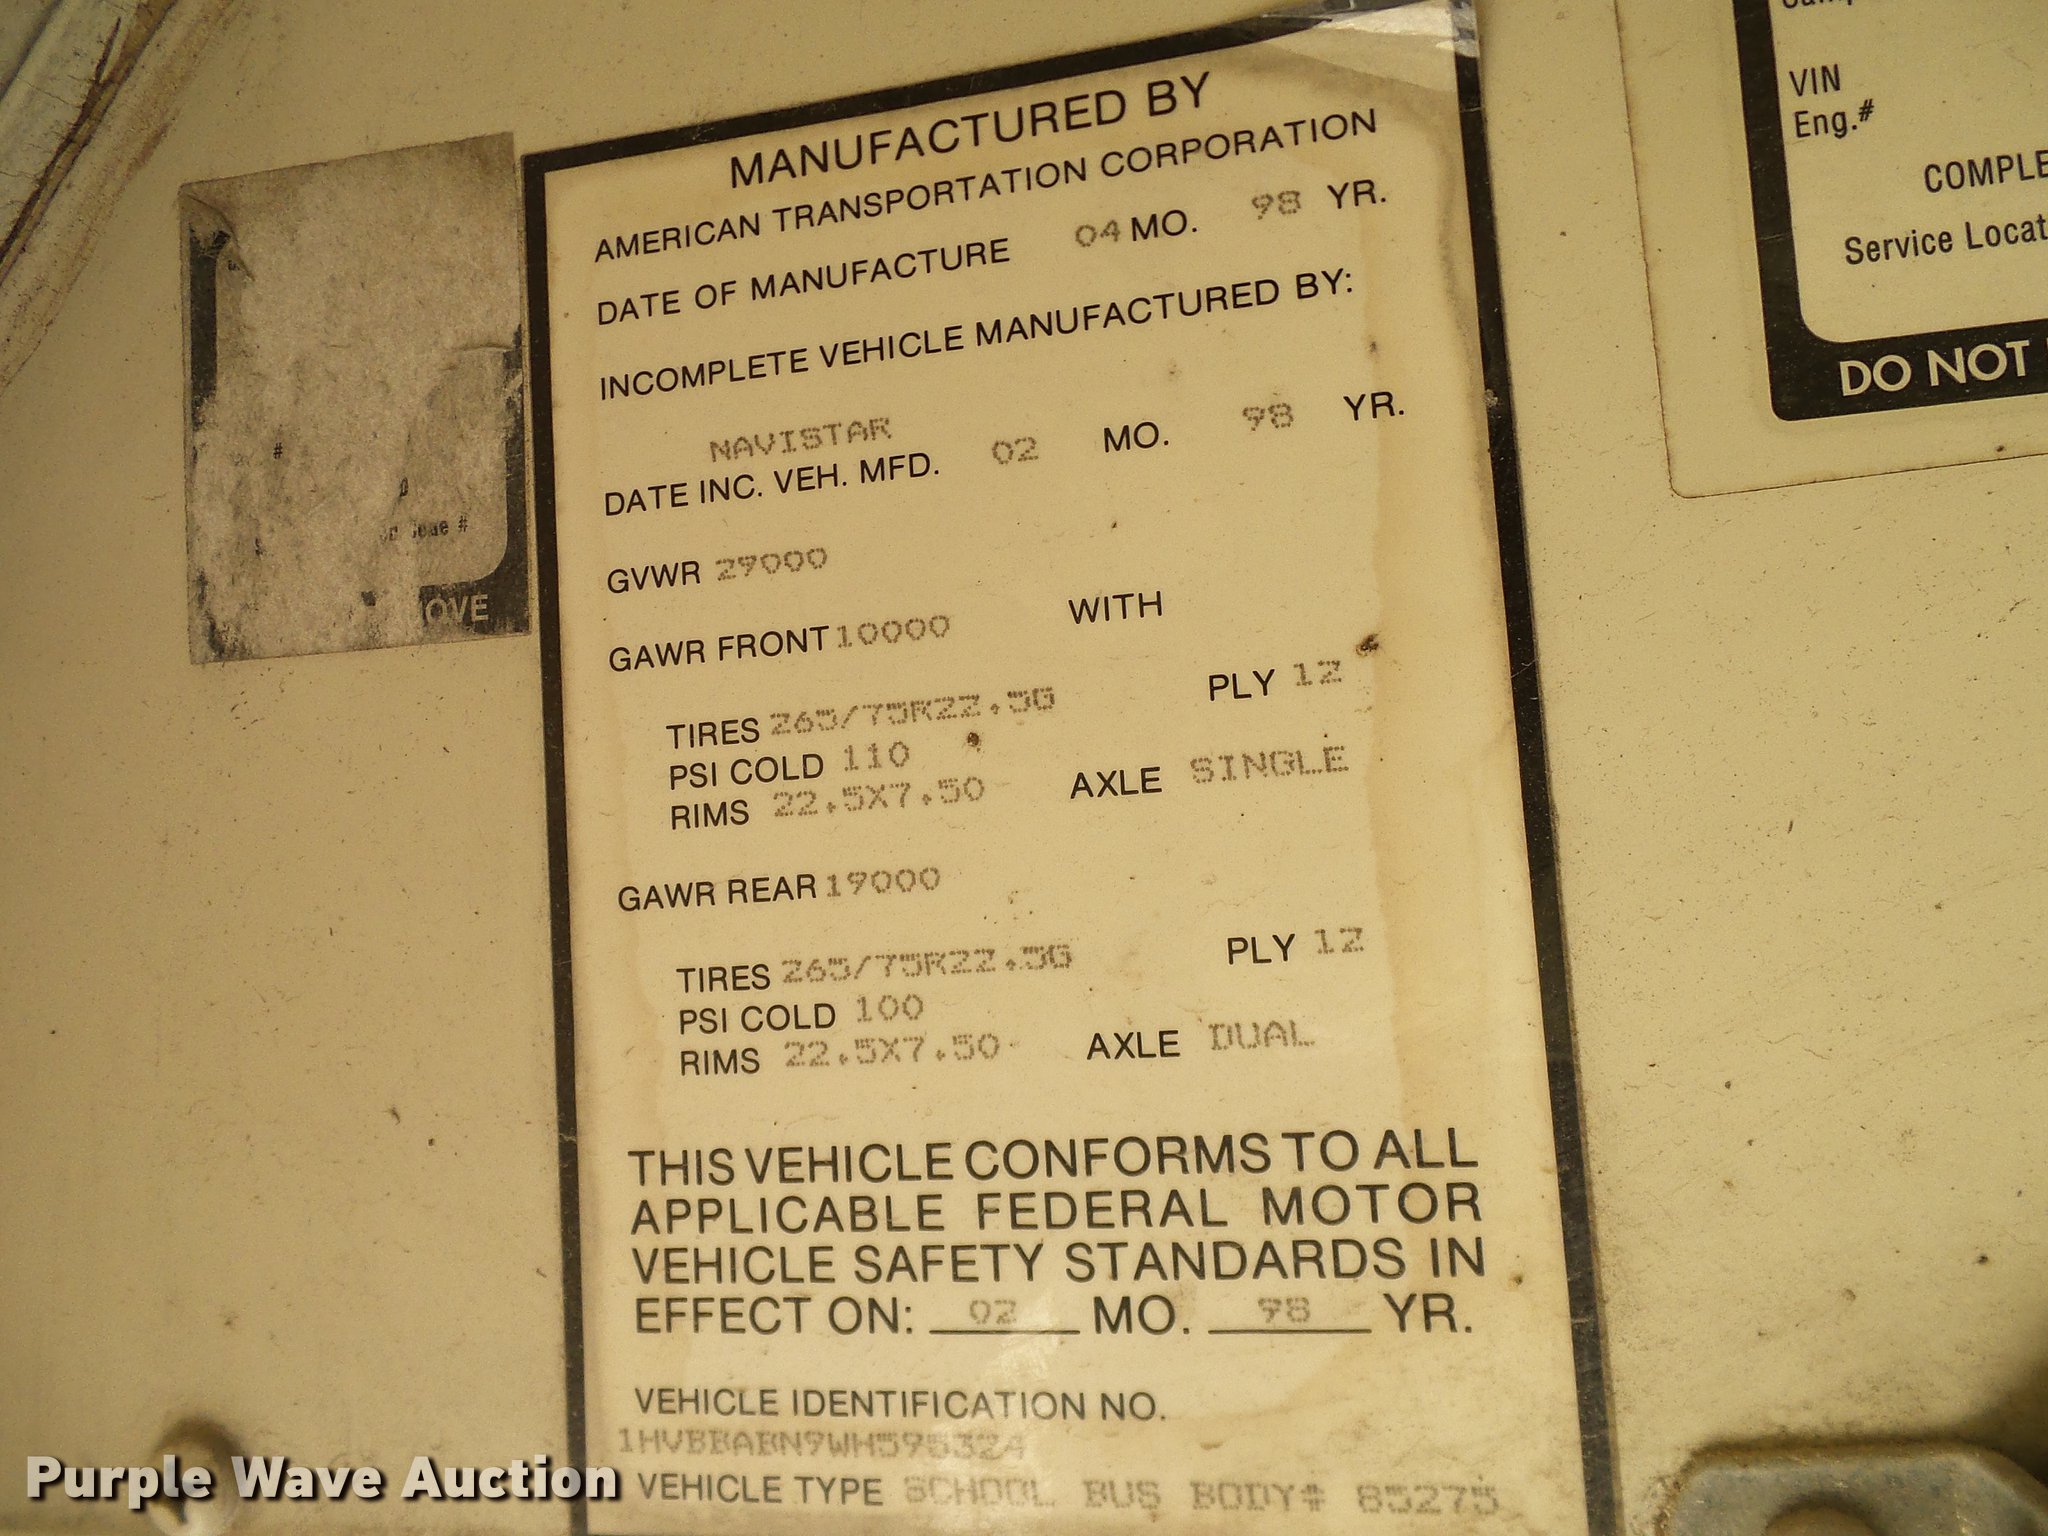 MANUFACTURED BY
AMERICAN TRANSPORTATION CORPORATION
DATE OF MANUFACTURE 04 MO. 98 YR.
INCOMPLETE VEHICLE MANUFACTURED BY:
NAVISTAR
DATE INC. VEH. MFD. 02 MO. 98 YR.
GVWR 29000
GAWR FRONT 10000 WITH
TIRES 265/75R22.5G PLY 12
PSI COLD 110
RIMS 22.5X7.50 AXLE SINGLE
GAWR REAR 19000
TIRES 265/75R22.5G PLY 12
PSI COLD 100
RIMS 22.5X7.50 AXLE DUAL
THIS VEHICLE CONFORMS TO ALL
APPLICABLE FEDERAL MOTOR
VEHICLE SAFETY STANDARDS IN
EFFECT ON: 02 MO. 98 YR.
VEHICLE IDENTIFICATION NO.
1HVBBABN9WH595324
VEHICLE TYPE SCHOOL BUS BODY# 85275
#
#
OVE
VIN
Eng.#
COMPLE
Service Locat
DO NOT
Purple Wave Auction